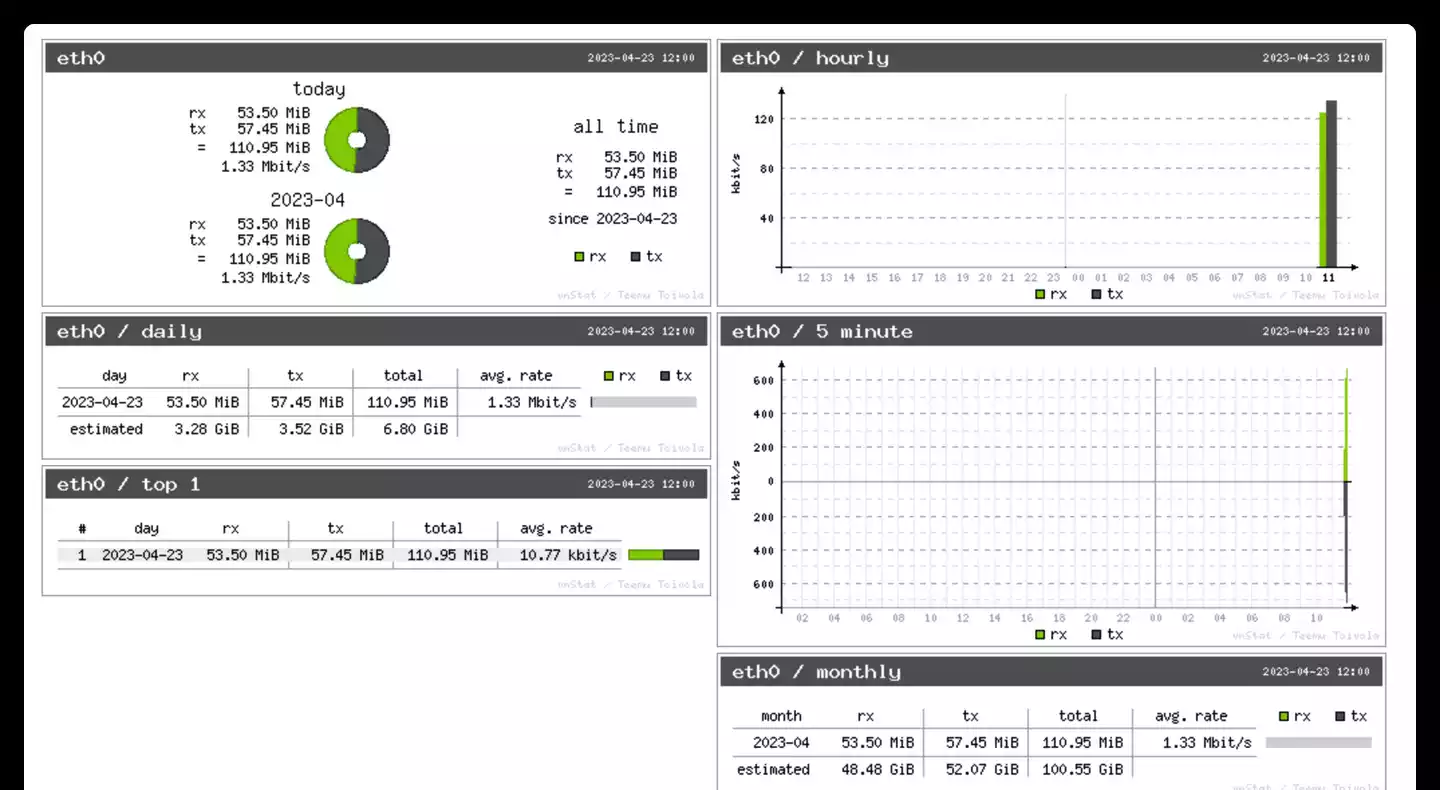 eth0 2023-04-23 12:00
today
rx 53.50 MiB
tx 57.45 MiB
= 110.95 MiB
1.33 Mbit/s
2023-04
rx 53.50 MiB
tx 57.45 MiB
= 110.95 MiB
1.33 Mbit/s
all time
rx 53.50 MiB
tx 57.45 MiB
= 110.95 MiB
since 2023-04-23
rx tx
vnStat / Teemu Toivola
eth0 / hourly 2023-04-23 12:00
kbit/s
120
80
40
12 13 14 15 16 17 18 19 20 21 22 23 00 01 02 03 04 05 06 07 08 09 10 11
rx tx
vnStat / Teemu Toivola
eth0 / daily 2023-04-23 12:00
day rx tx total avg. rate rx tx
2023-04-23 53.50 MiB 57.45 MiB 110.95 MiB 1.33 Mbit/s
estimated 3.28 GiB 3.52 GiB 6.80 GiB
vnStat / Teemu Toivola
eth0 / top 1 2023-04-23 12:00
# day rx tx total avg. rate
1 2023-04-23 53.50 MiB 57.45 MiB 110.95 MiB 10.77 kbit/s
vnStat / Teemu Toivola
eth0 / 5 minute 2023-04-23 12:00
kbit/s
600
400
200
0
200
400
600
02 04 06 08 10 12 14 16 18 20 22 00 02 04 06 08 10
rx tx
vnStat / Teemu Toivola
eth0 / monthly 2023-04-23 12:00
month rx tx total avg. rate rx tx
2023-04 53.50 MiB 57.45 MiB 110.95 MiB 1.33 Mbit/s
estimated 48.48 GiB 52.07 GiB 100.55 GiB
vnStat / Teemu Toivola